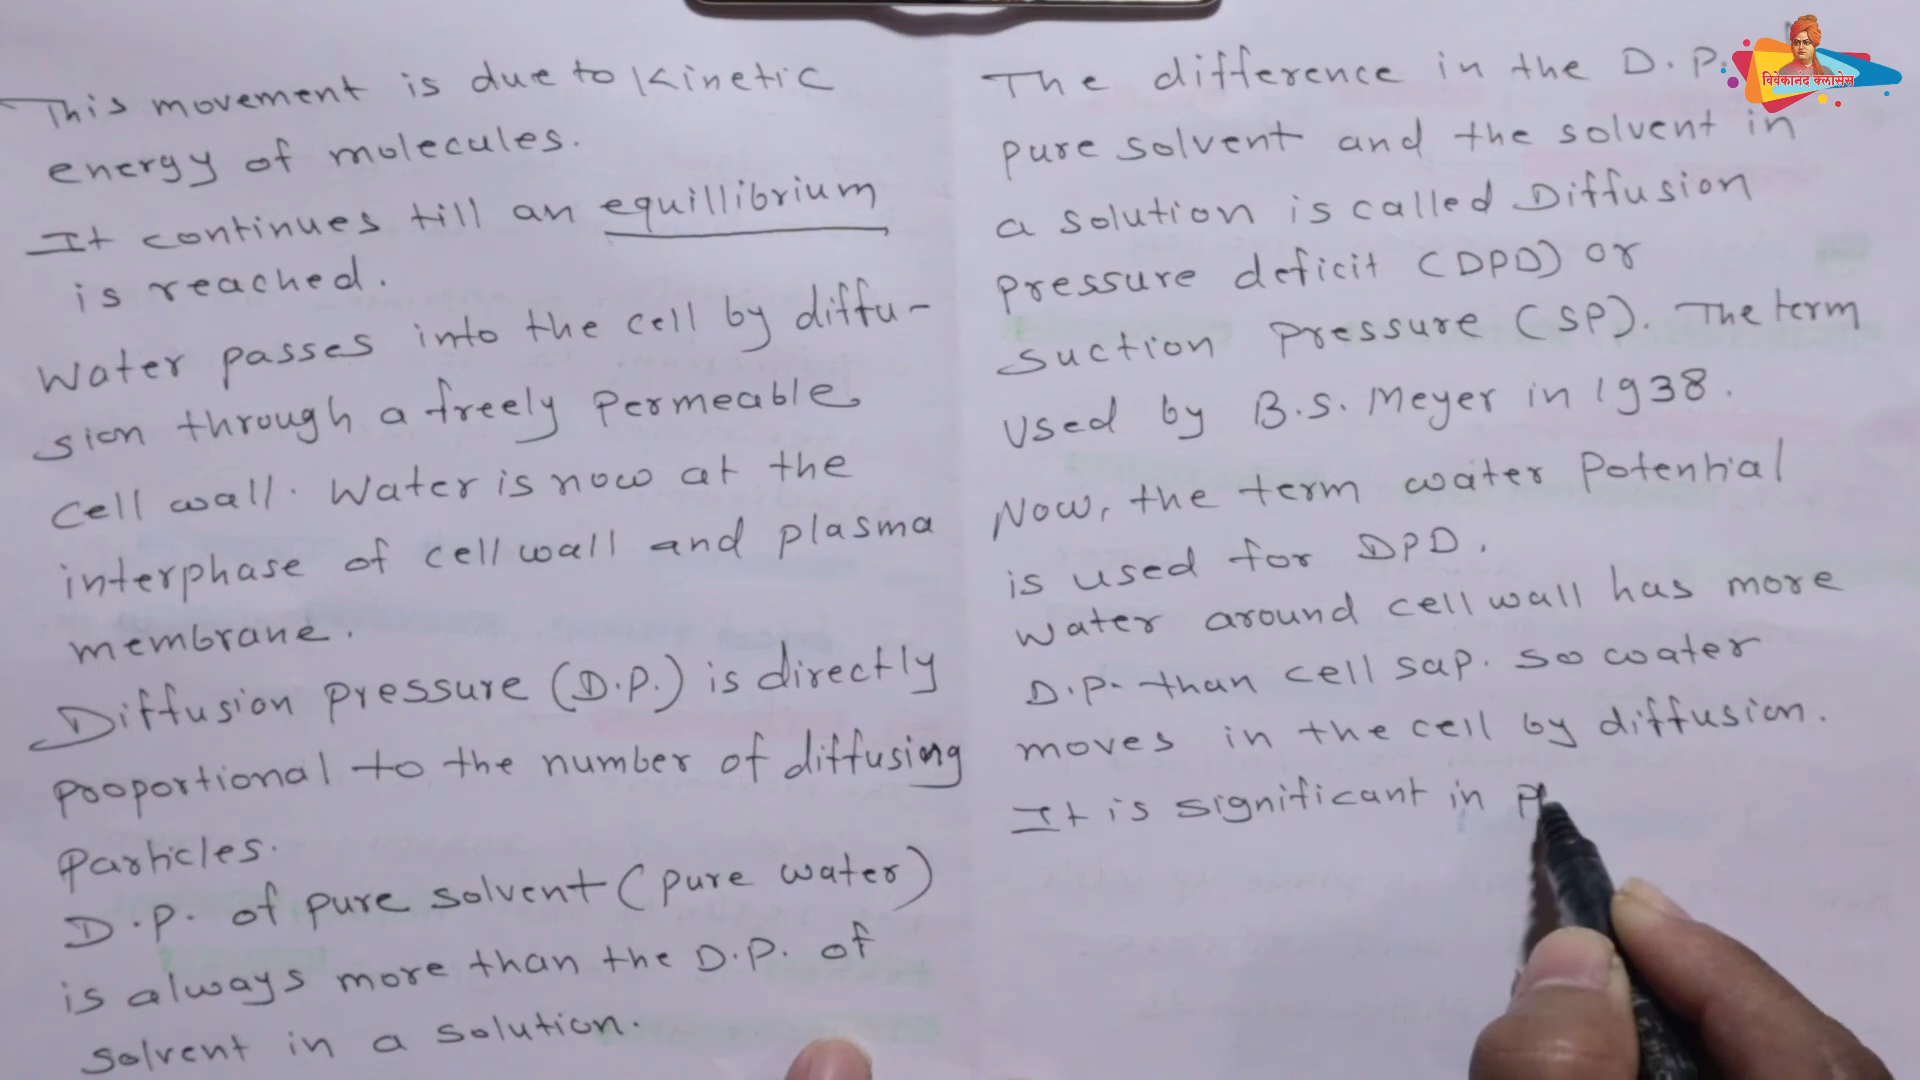 This movement is due to Kinetic
energy of molecules.
It continues till an equillibrium
is reached.
Water passes into the cell by diffu-
sion through a freely permeable
cell wall. Water is now at the
interphase of cell wall and plasma
membrane.
Diffusion pressure (D.P.) is directly
proportional to the number of diffusing
Particles.
D.P. of pure solvent (pure water)
is always more than the D.P. of
solvent in a solution.
The difference in the D.P.
pure solvent and the solvent in
a solution is called Diffusion
pressure deficit (DPD) or
suction pressure (SP). The term
used by B.S. Meyer in 1938.
Now, the term water Potential
is used for DPD.
Water around cell wall has more
D.P. than cell sap. so water
moves in the cell by diffusion.
It is significant in
विवेकानंद क्लासेस